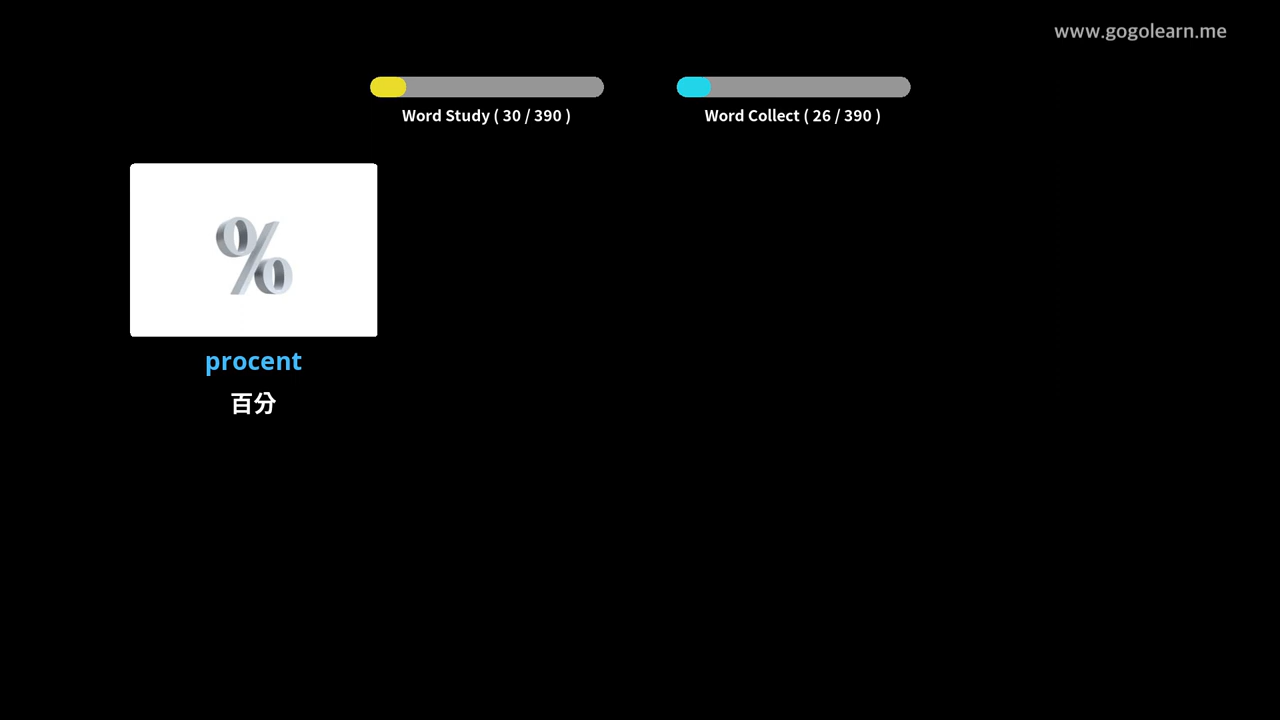 www.gogolearn.me
Word Study ( 30 / 390 )
Word Collect ( 26 / 390 )
%
procent
百分